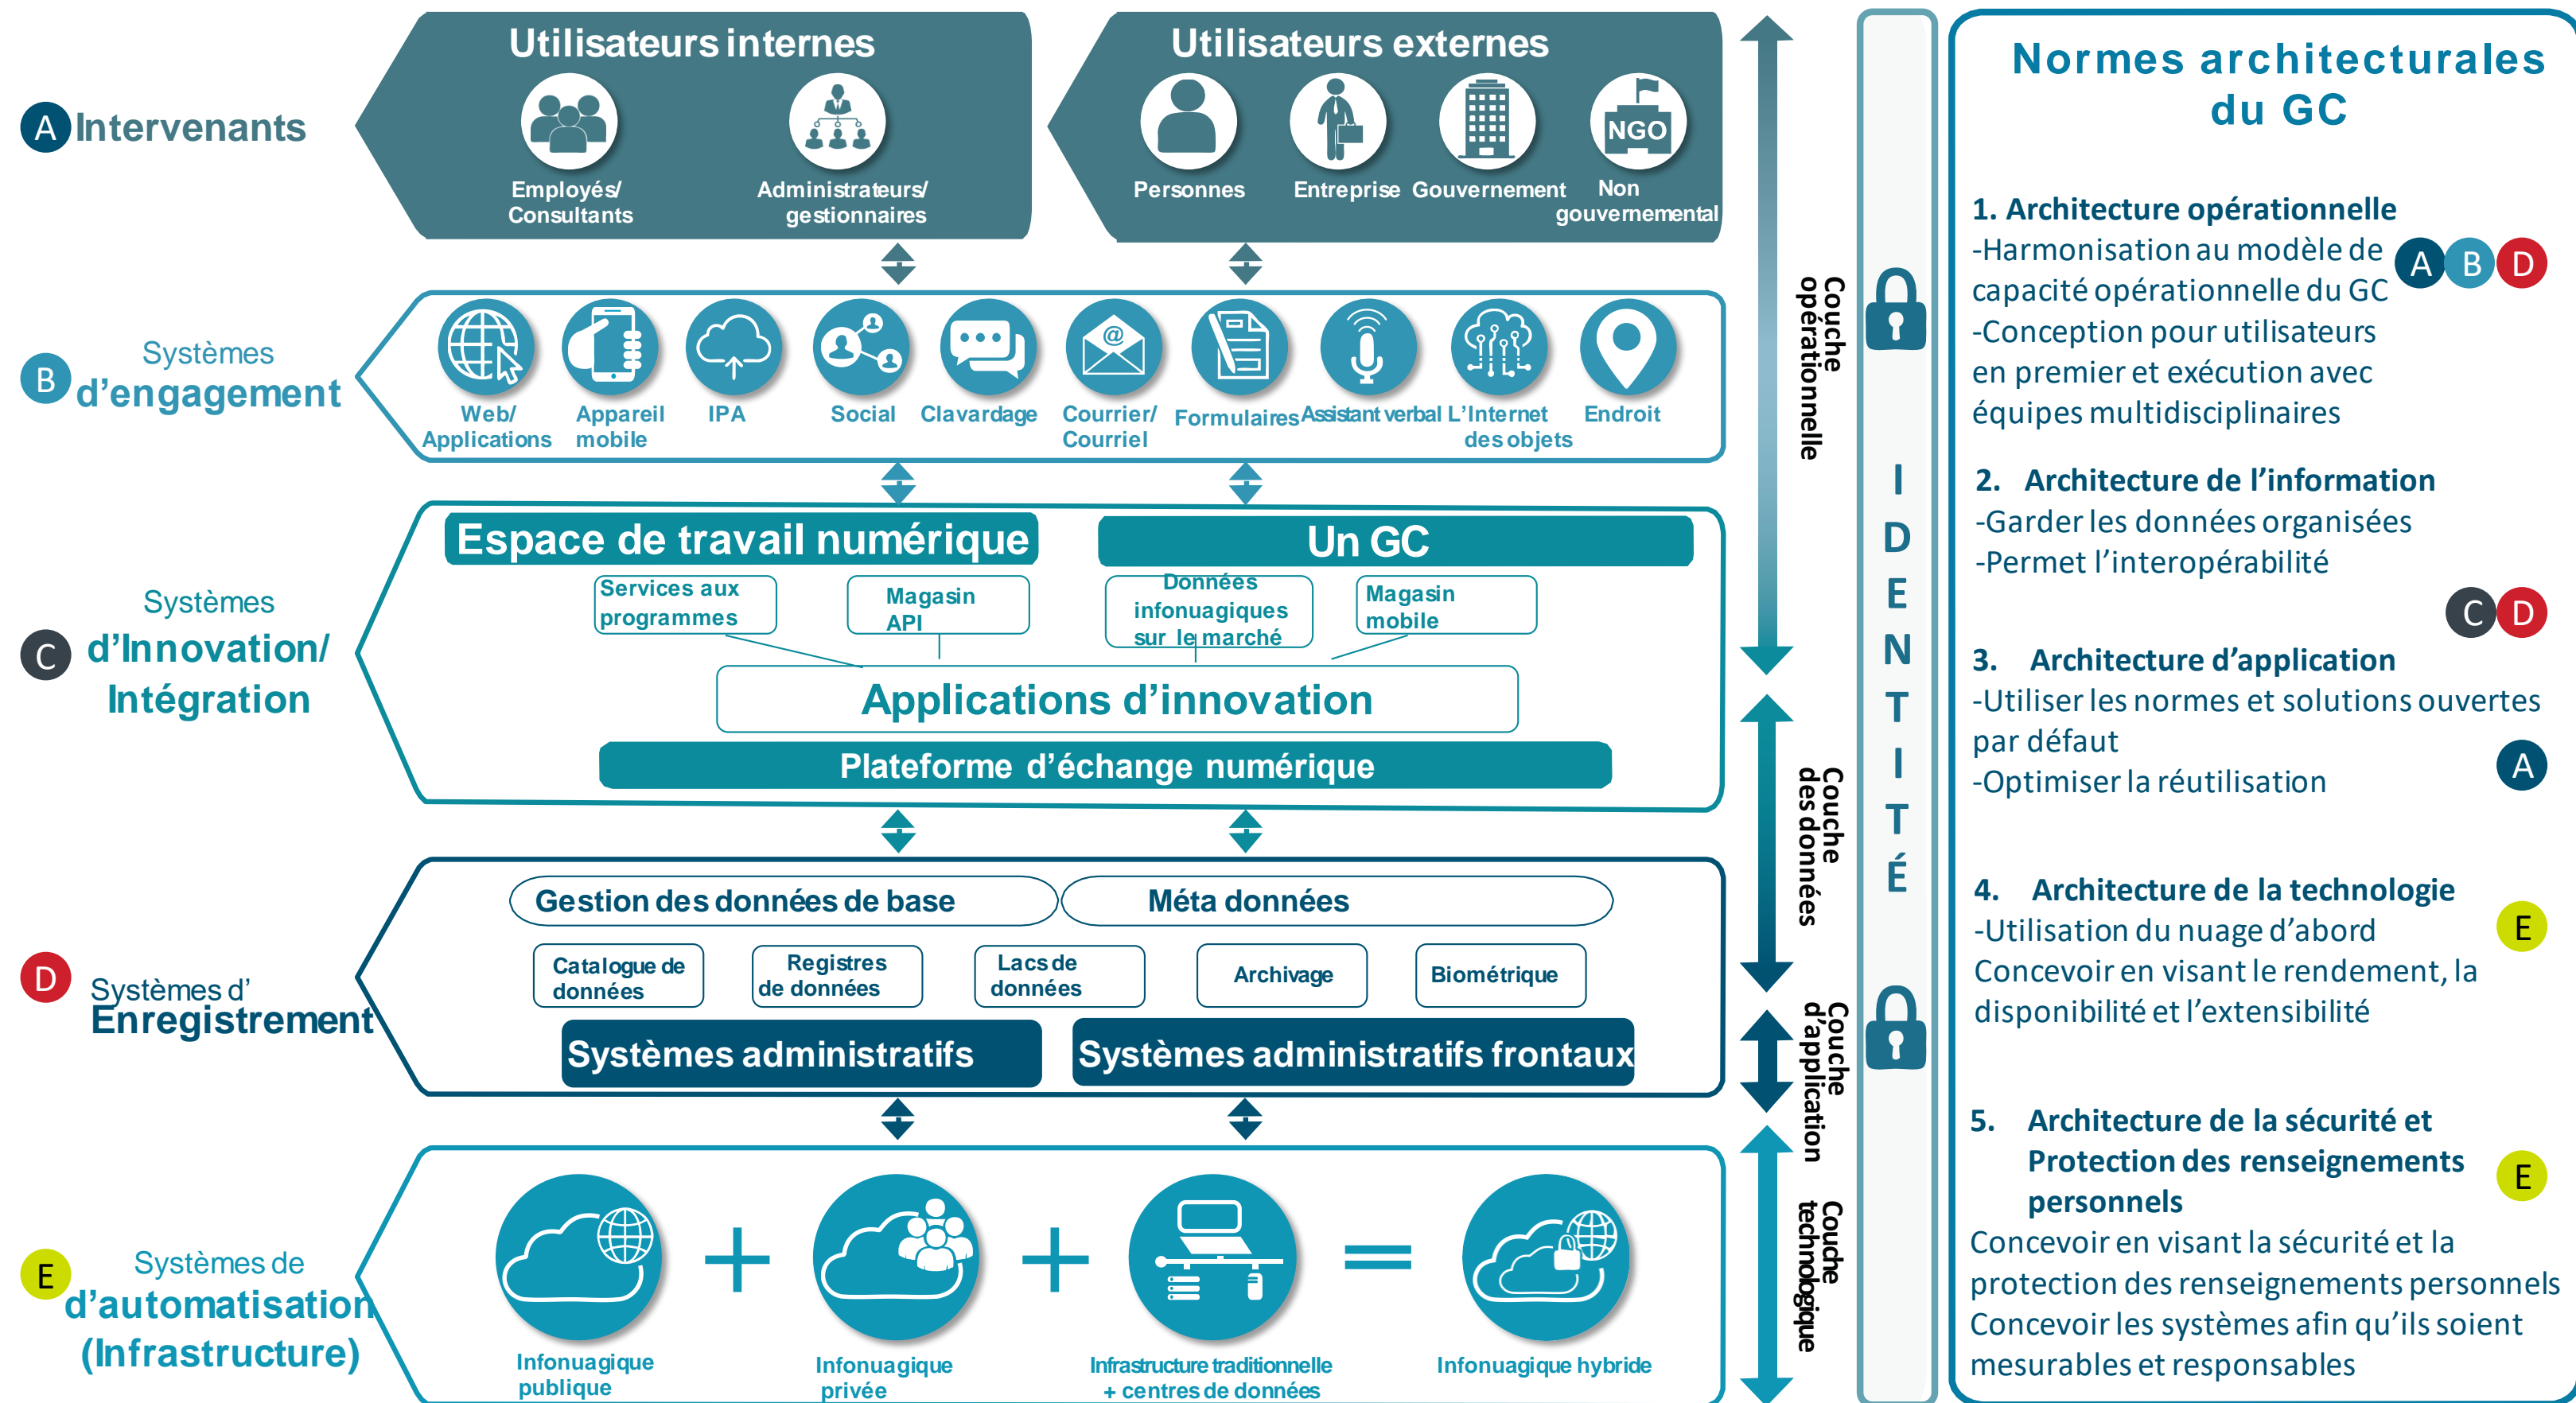 A Intervenants
Utilisateurs internes
Employés/
Consultants
Administrateurs/
gestionnaires
Utilisateurs externes
NGO
Personnes
Entreprise
Gouvernement
Non
gouvernemental
B
Systèmes
d'engagement
@
Web/
Applications
Appareil
mobile
IPA
Social
Clavardage
Courrier/
Courriel
Formulaires
Assistant verbal
L'Internet
des objets
Endroit
C
Systèmes
d'Innovation/
Intégration
Espace de travail numérique
Un GC
Services aux
programmes
Magasin
API
Données
infonuagiques
sur le marché
Magasin
mobile
Applications d'innovation
Plateforme d'échange numérique
D
Systèmes d'
Enregistrement
Gestion des données de base
Méta données
Catalogue de
données
Registres
de données
Lacs de
données
Archivage
Biométrique
Systèmes administratifs
Systèmes administratifs frontaux
E
Systèmes de
d'automatisation
(Infrastructure)
+
+
=
Infonuagique
publique
Infonuagique
privée
Infrastructure traditionnelle
+ centres de données
Infonuagique hybride
Couche
opérationnelle
Couche
des données
Couche
d'application
Couche
technologique
IDENTITÉ
Normes architecturales
du GC
1. Architecture opérationnelle
-Harmonisation au modèle de
capacité opérationnelle du GC
A B D
-Conception pour utilisateurs
en premier et exécution avec
équipes multidisciplinaires
2. Architecture de l'information
-Garder les données organisées
-Permet l'interopérabilité
C D
3. Architecture d'application
-Utiliser les normes et solutions ouvertes
par défaut
-Optimiser la réutilisation
A
4. Architecture de la technologie
-Utilisation du nuage d'abord
E
Concevoir en visant le rendement, la
disponibilité et l'extensibilité
5. Architecture de la sécurité et
Protection des renseignements
personnels
E
Concevoir en visant la sécurité et la
protection des renseignements personnels
Concevoir les systèmes afin qu'ils soient
mesurables et responsables